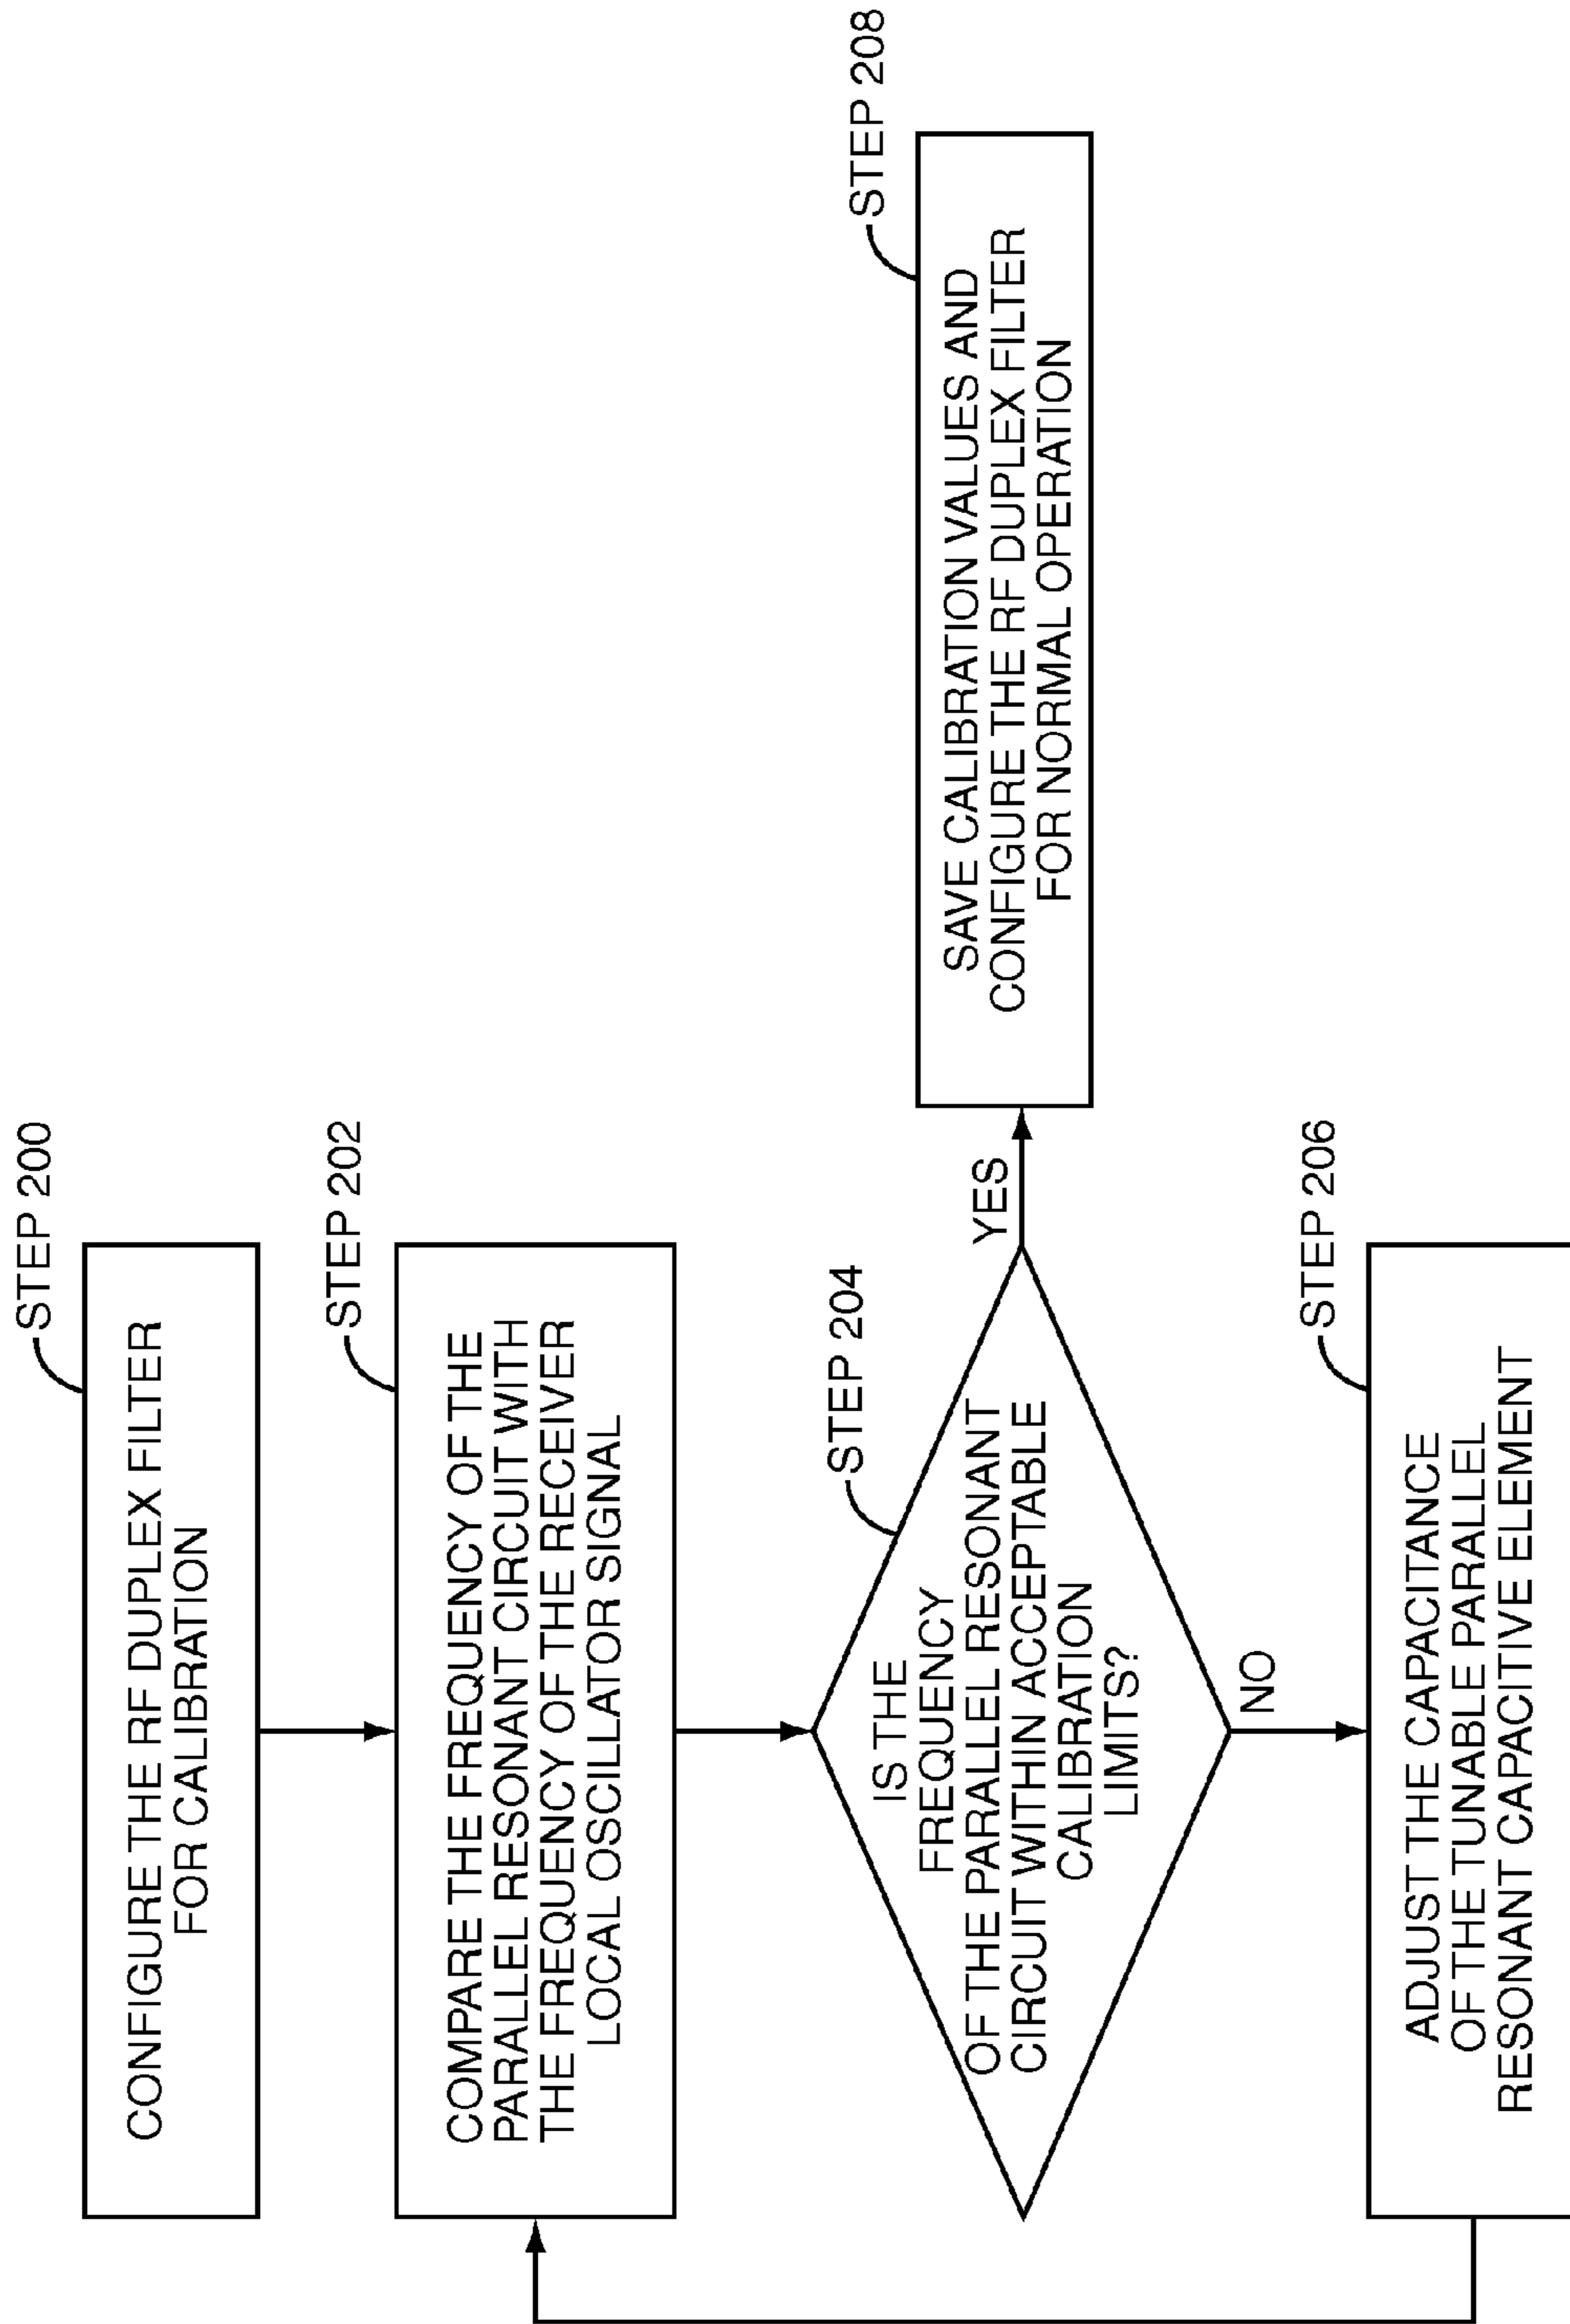 STEP 200
CONFIGURE THE RF DUPLEX FILTER
FOR CALIBRATION
STEP 202
COMPARE THE FREQUENCY OF THE
PARALLEL RESONANT CIRCUIT WITH
THE FREQUENCY OF THE RECEIVER
LOCAL OSCILLATOR SIGNAL
STEP 204
IS THE
FREQUENCY
OF THE PARALLEL RESONANT
CIRCUIT WITHIN ACCEPTABLE
CALIBRATION
LIMITS?
YES
STEP 208
SAVE CALIBRATION VALUES AND
CONFIGURE THE RF DUPLEX FILTER
FOR NORMAL OPERATION
NO
STEP 206
ADJUST THE CAPACITANCE
OF THE TUNABLE PARALLEL
RESONANT CAPACITIVE ELEMENT